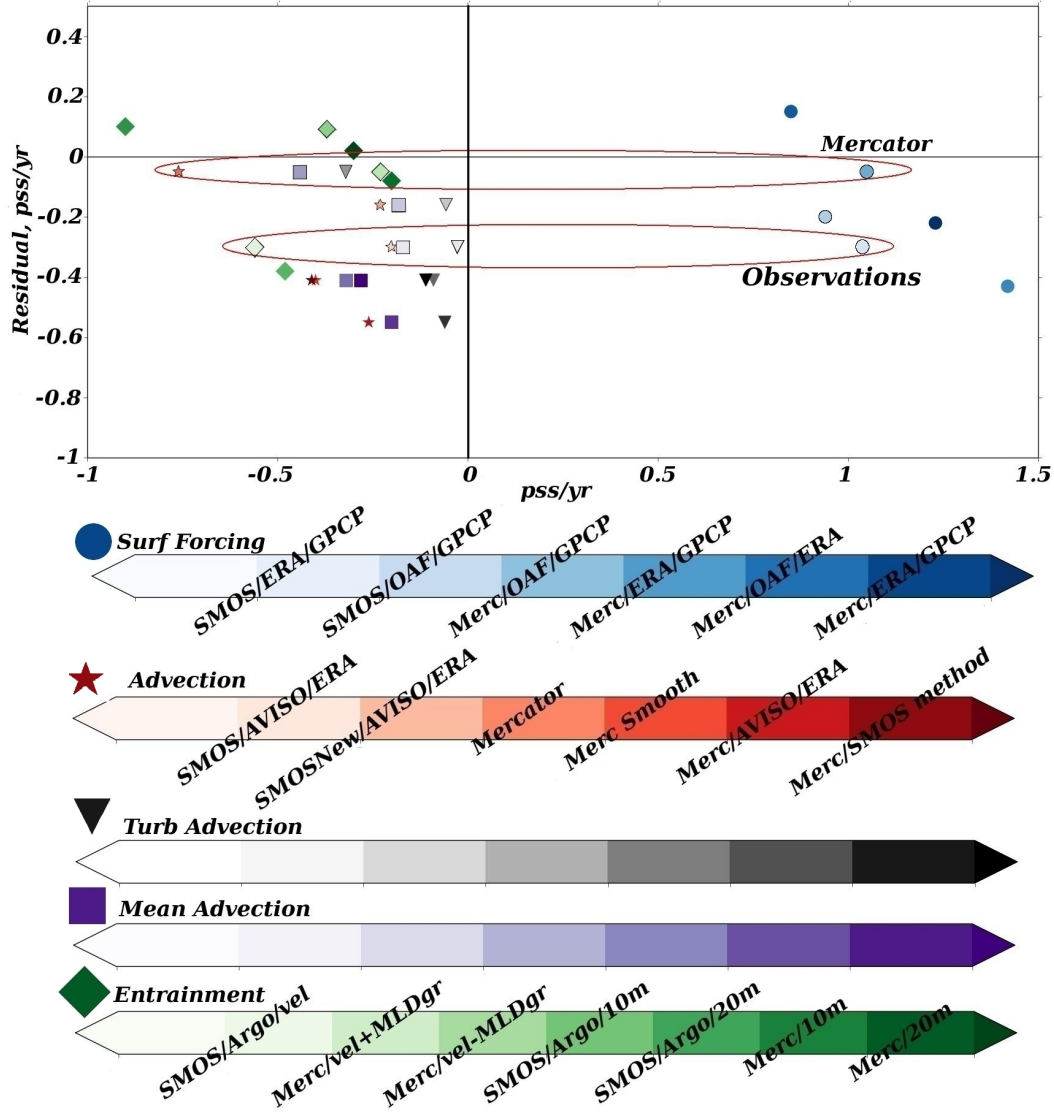 0.4
0.2
0
-0.2
-0.4
-0.6
-0.8
-1
Residual, pss/yr
Mercator
Observations
-1
-0.5
0
0.5
1
1.5
pss/yr
Surf Forcing
SMOS/ERA/GPCP
SMOS/OAF/GPCP
Merc/OAF/GPCP
Merc/ERA/GPCP
Merc/OAF/ERA
Merc/ERA/GPCP
Advection
SMOS/AVISO/ERA
SMOSNew/AVISO/ERA
Mercator
Merc Smooth
Merc/AVISO/ERA
Merc/SMOS method
Turb Advection
Mean Advection
Entrainment
SMOS/Argo/vel
Merc/vel+MLDgr
Merc/vel-MLDgr
SMOS/Argo/10m
SMOS/Argo/20m
Merc/10m
Merc/20m